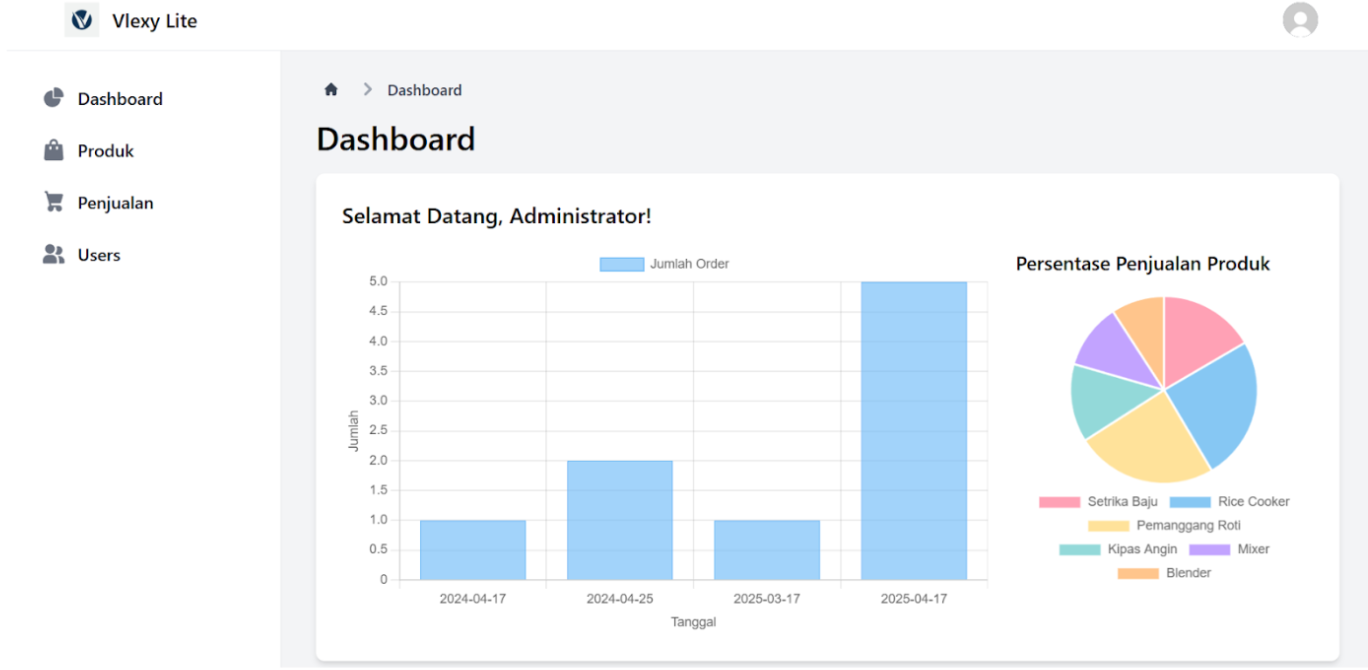 Vlexy Lite
Dashboard
Produk
Penjualan
Users
Dashboard
Dashboard
Selamat Datang, Administrator!
Jumlah Order
5.0
4.5
4.0
3.5
3.0
2.5
2.0
1.5
1.0
0.5
0
Jumlah
2024-04-17 2024-04-25 2025-03-17 2025-04-17
Tanggal
Persentase Penjualan Produk
Setrika Baju Rice Cooker
Pemanggang Roti
Kipas Angin Mixer
Blender